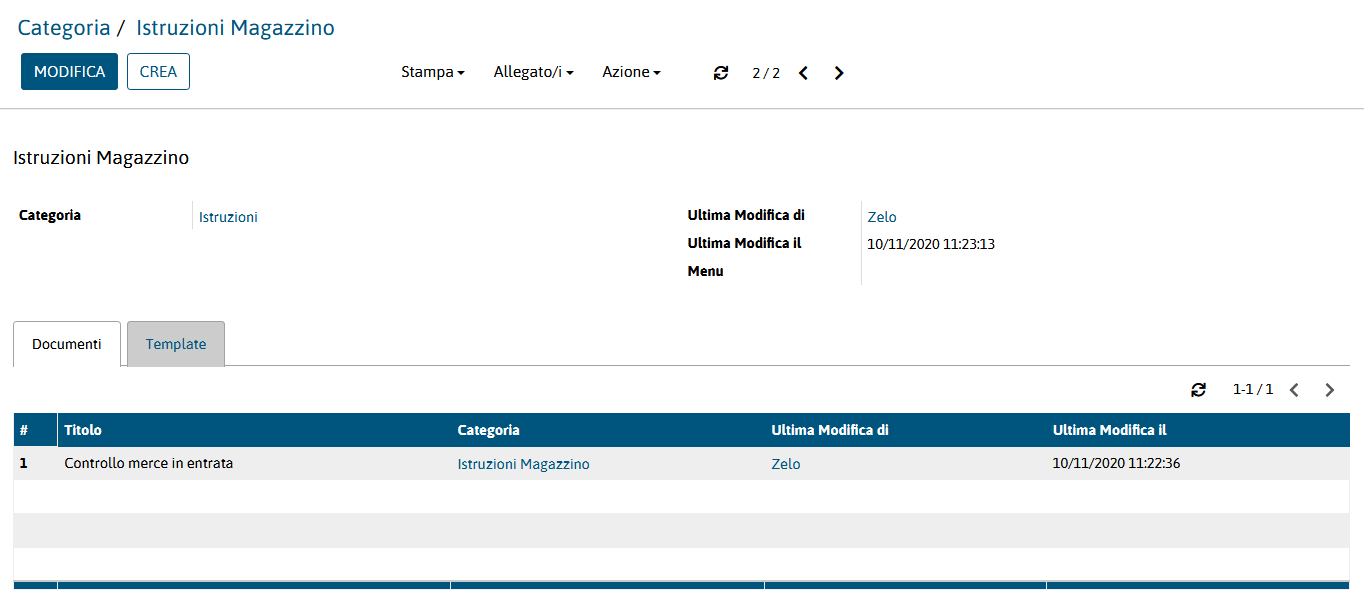 Categoria / Istruzioni Magazzino
MODIFICA CREA Stampa Allegato/i Azione 2 / 2
Istruzioni Magazzino
Categoria Istruzioni Ultima Modifica di Zelo
Ultima Modifica il 10/11/2020 11:23:13
Menu
Documenti Template
1-1 / 1
# Titolo Categoria Ultima Modifica di Ultima Modifica il
1 Controllo merce in entrata Istruzioni Magazzino Zelo 10/11/2020 11:22:36